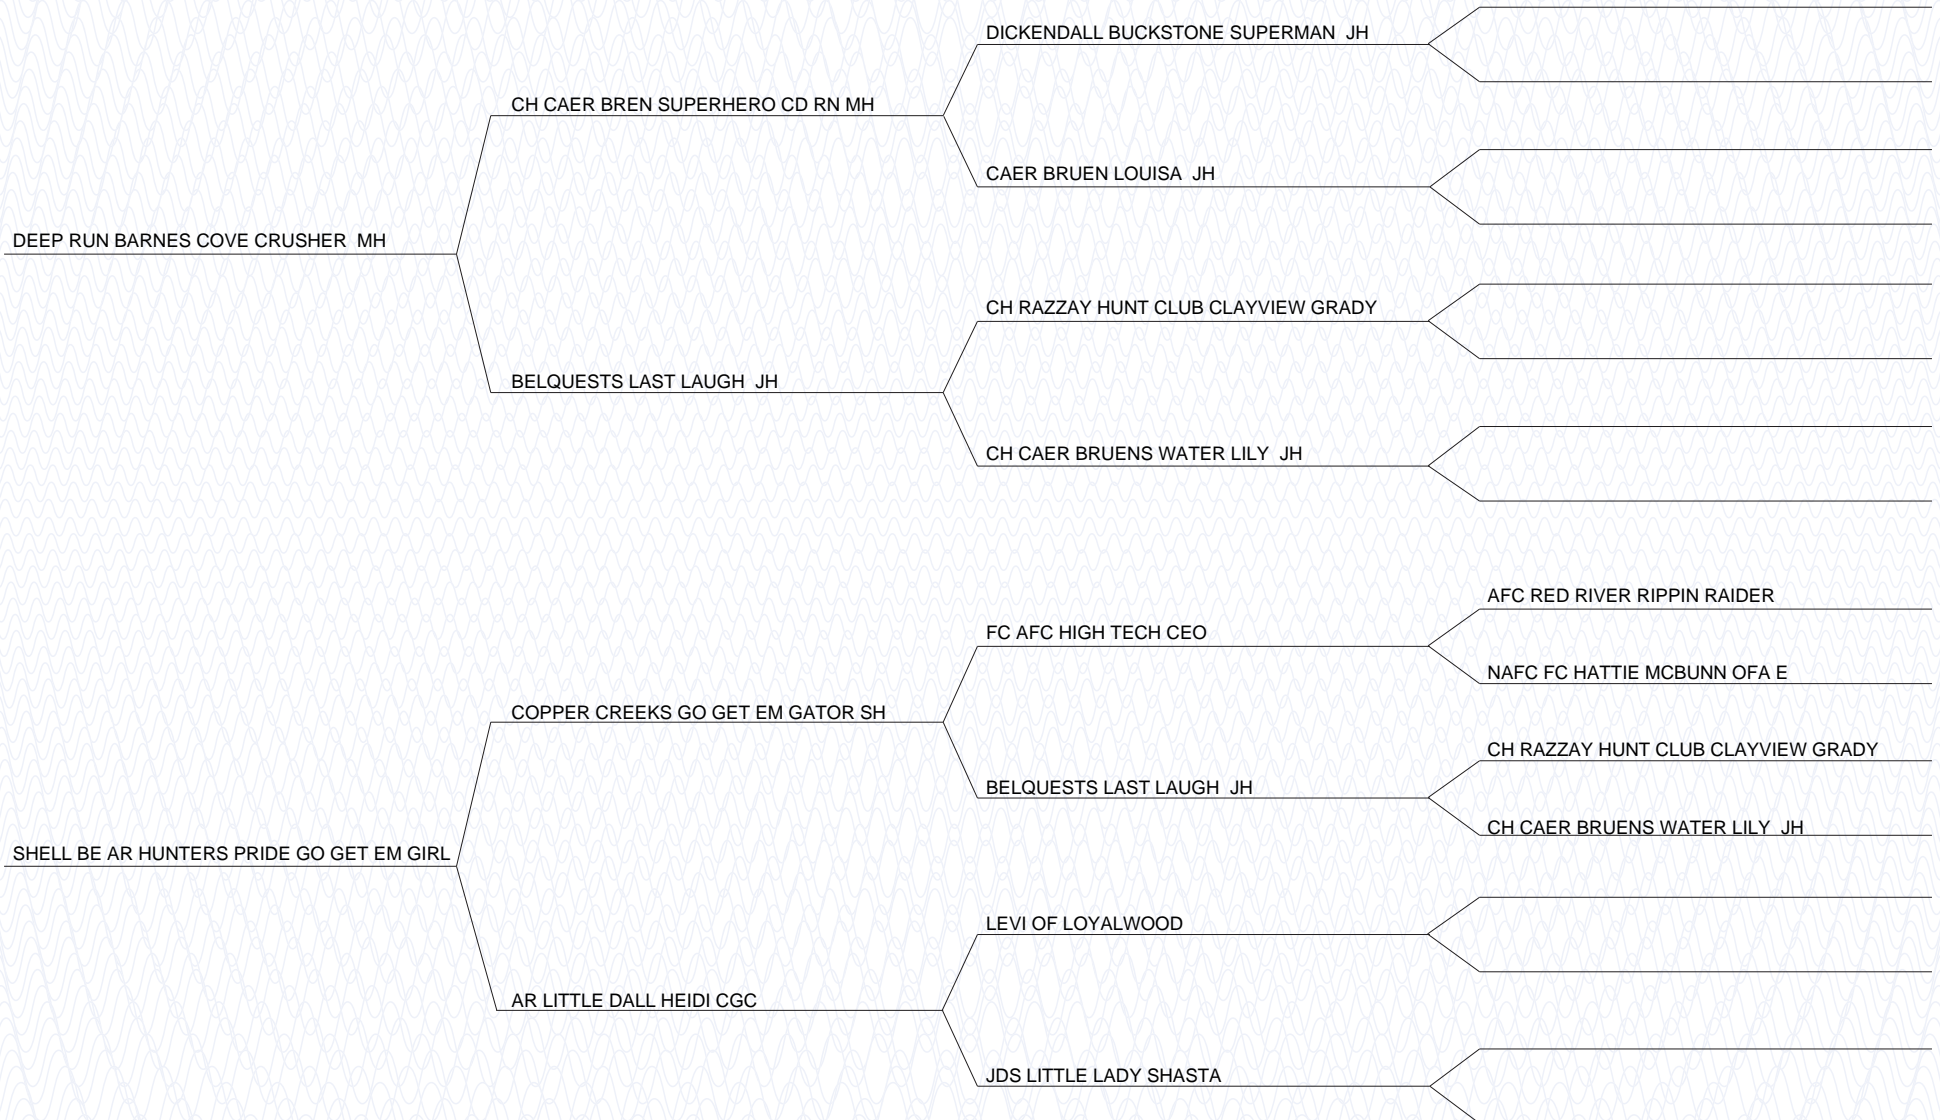 DICKENDALL BUCKSTONE SUPERMAN JH
CH CAER BREN SUPERHERO CD RN MH
CAER BRUEN LOUISA JH
DEEP RUN BARNES COVE CRUSHER MH
CH RAZZAY HUNT CLUB CLAYVIEW GRADY
BELQUESTS LAST LAUGH JH
CH CAER BRUENS WATER LILY JH
AFC RED RIVER RIPPIN RAIDER
FC AFC HIGH TECH CEO
NAFC FC HATTIE MCBUNN OFA E
COPPER CREEKS GO GET EM GATOR SH
CH RAZZAY HUNT CLUB CLAYVIEW GRADY
BELQUESTS LAST LAUGH JH
CH CAER BRUENS WATER LILY JH
SHELL BE AR HUNTERS PRIDE GO GET EM GIRL
LEVI OF LOYALWOOD
AR LITTLE DALL HEIDI CGC
JDS LITTLE LADY SHASTA